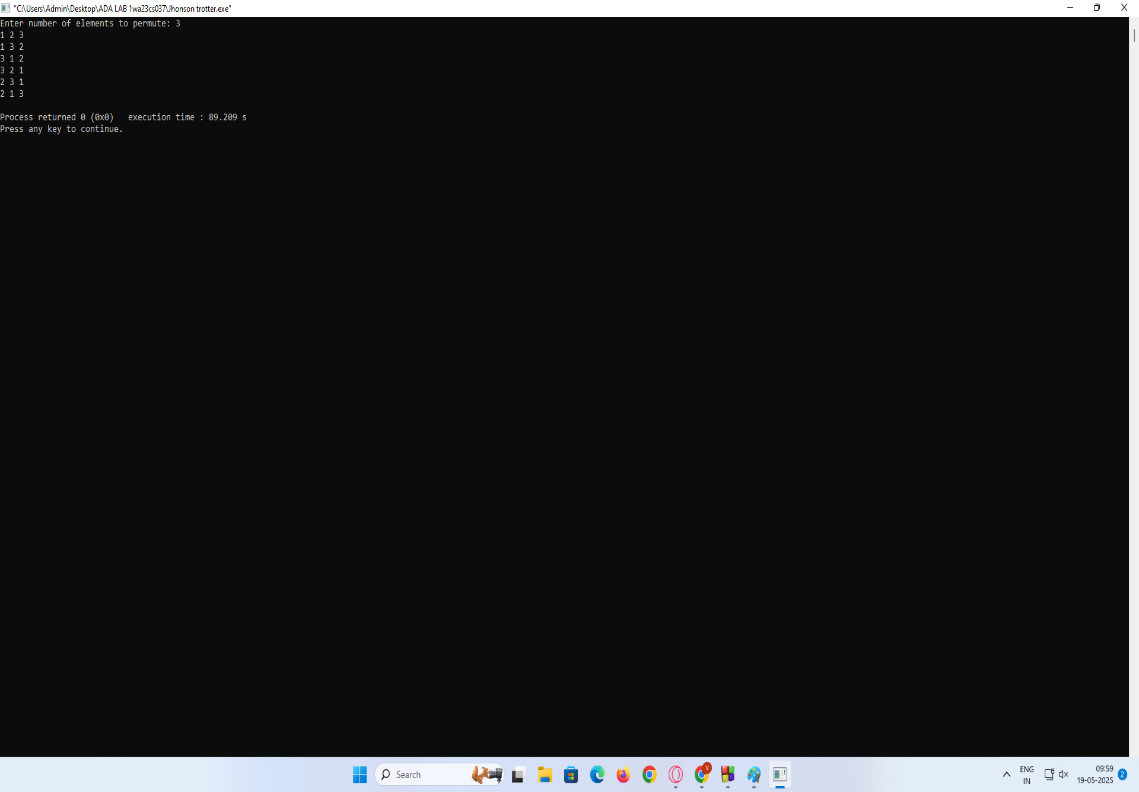 "C:\Users\Admin\Desktop\ADA LAB 1wa23cs037\Jhonson trotter.exe"
Enter number of elements to permute: 3
1 2 3
1 3 2
3 1 2
3 2 1
2 3 1
2 1 3
Process returned 0 (0x0)   execution time : 89.209 s
Press any key to continue.
Search
V
ENG
IN
09:59
19-05-2025
2